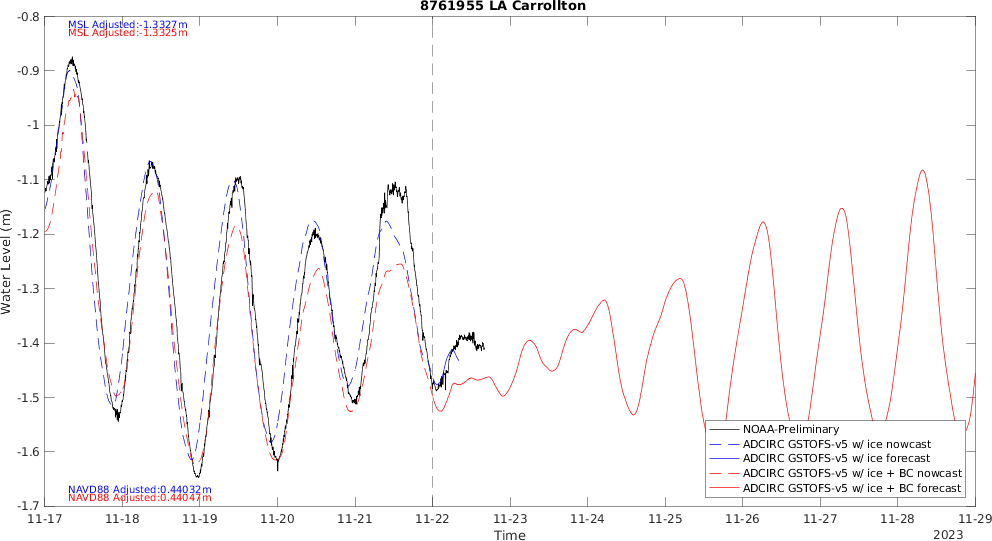 8761955 LA Carrollton
-0.8
MSL Adjusted:-1.3327m
MSL Adjusted:-1.3325m
-0.9
-1
-1.1
-1.2
-1.3
-1.4
-1.5
-1.6
-1.7
Water Level (m)
NOAA-Preliminary
ADCIRC GSTOFS-v5 w/ ice nowcast
ADCIRC GSTOFS-v5 w/ ice forecast
ADCIRC GSTOFS-v5 w/ ice + BC nowcast
ADCIRC GSTOFS-v5 w/ ice + BC forecast
NAVD88 Adjusted:0.44032m
NAVD88 Adjusted:0.44047m
11-17 11-18 11-19 11-20 11-21 11-22 11-23 11-24 11-25 11-26 11-27 11-28 11-29
Time
2023